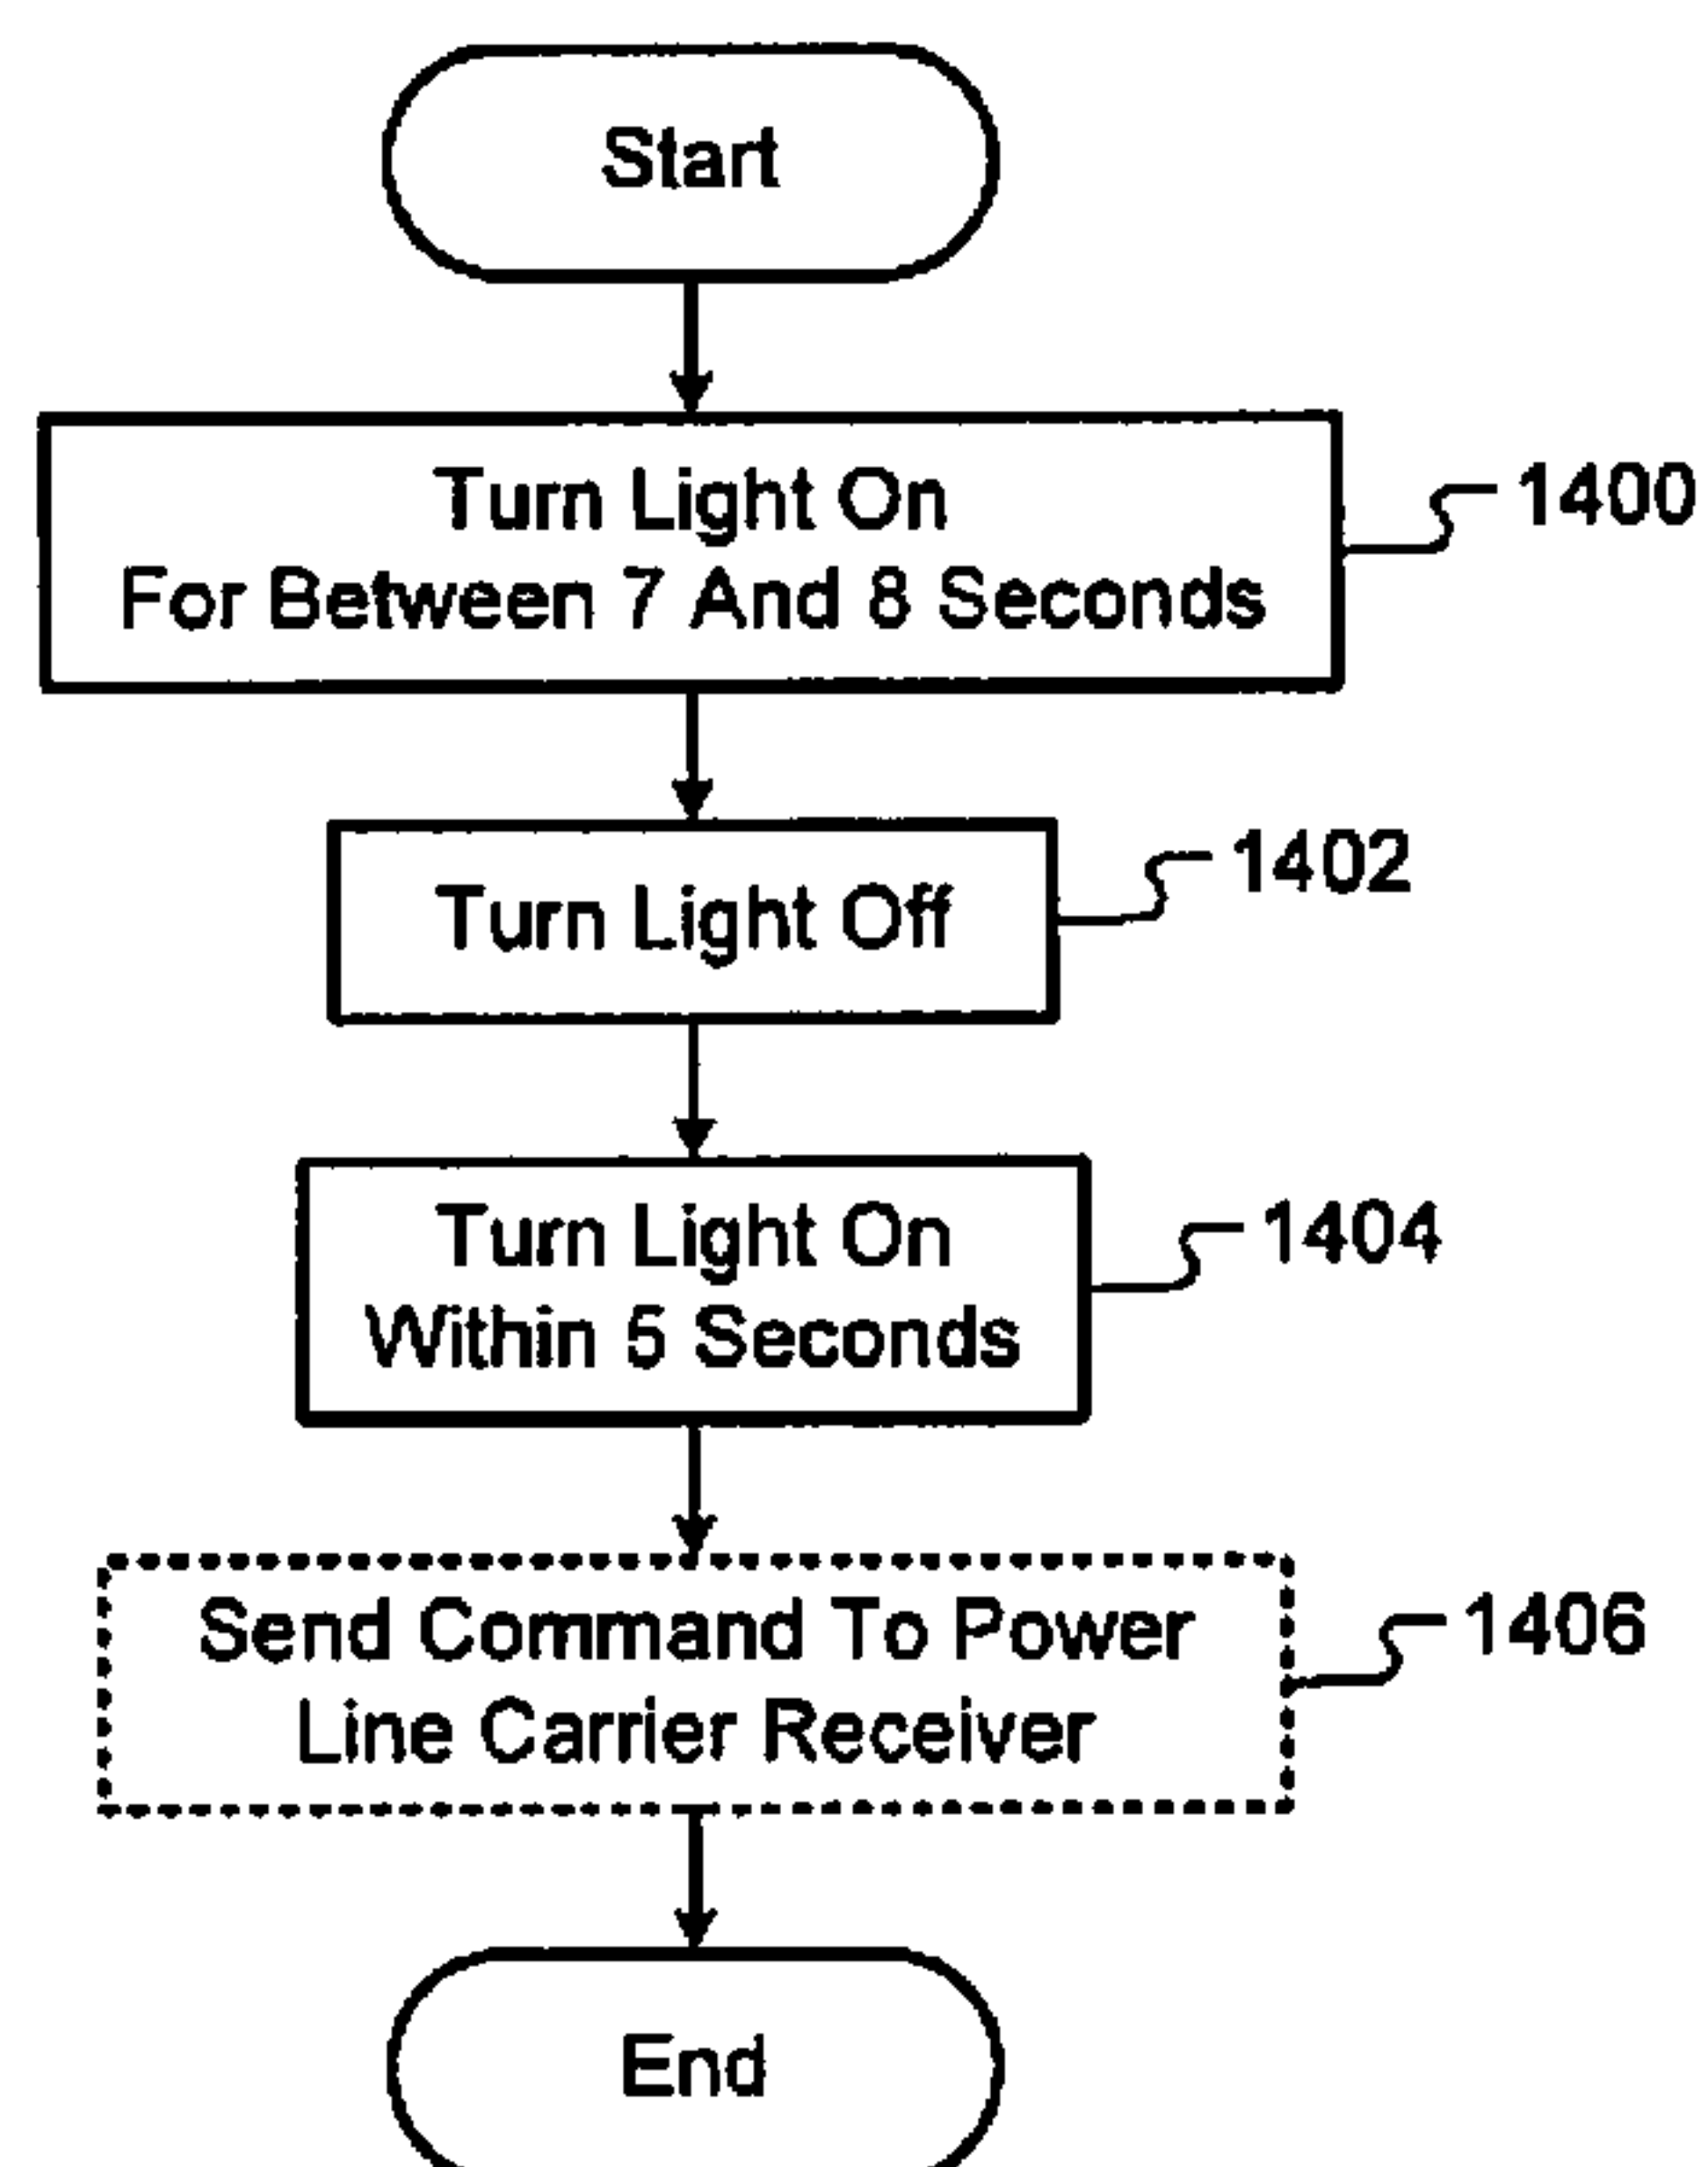 Start
Turn Light On
For Between 7 And 8 Seconds
1400
Turn Light Off
1402
Turn Light On
Within 5 Seconds
1404
Send Command To Power
Line Carrier Receiver
1406
End